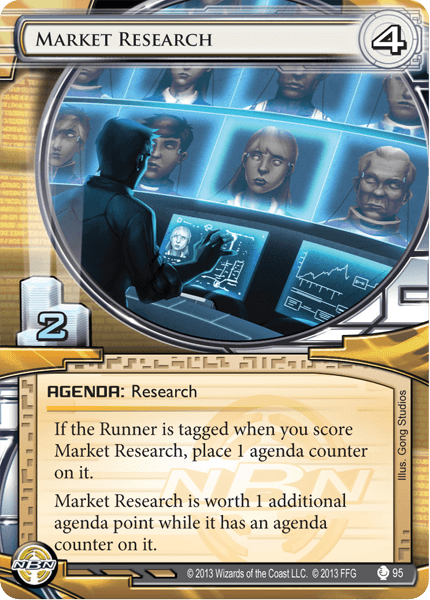 Market Research
4
2
AGENDA: Research
If the Runner is tagged when you score
Market Research, place 1 agenda counter
on it.
Market Research is worth 1 additional
agenda point while it has an agenda
counter on it.
Illus. Gong Studios
NBN
NBN
© 2013 Wizards of the Coast LLC. © 2013 FFG
95